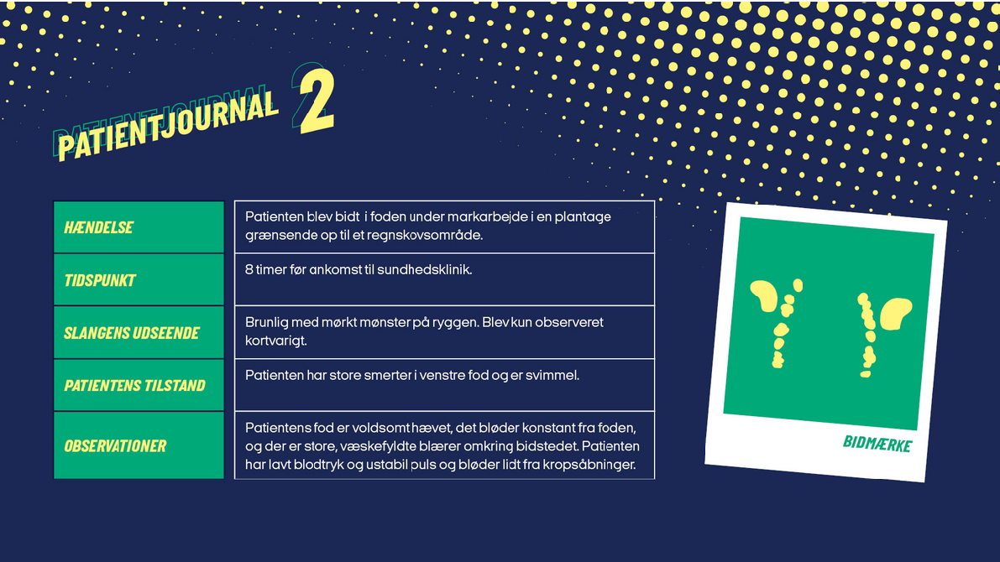 PATIENTJOURNAL 2
HÆNDELSE
Patienten blev bidt i foden under markarbejde i en plantage
grænsende op til et regnskovsområde.
TIDSPUNKT
8 timer før ankomst til sundhedsklinik.
SLANGENS UDSEENDE
Brunlig med mørkt mønster på ryggen. Blev kun observeret
kortvarigt.
PATIENTENS TILSTAND
Patienten har store smerter i venstre fod og er svimmel.
OBSERVATIONER
Patientens fod er voldsomt hævet, det bløder konstant fra foden,
og der er store, væskefyldte blærer omkring bidstedet. Patienten
har lavt blodtryk og ustabil puls og bløder lidt fra kropsåbninger.
BIDMÆRKE